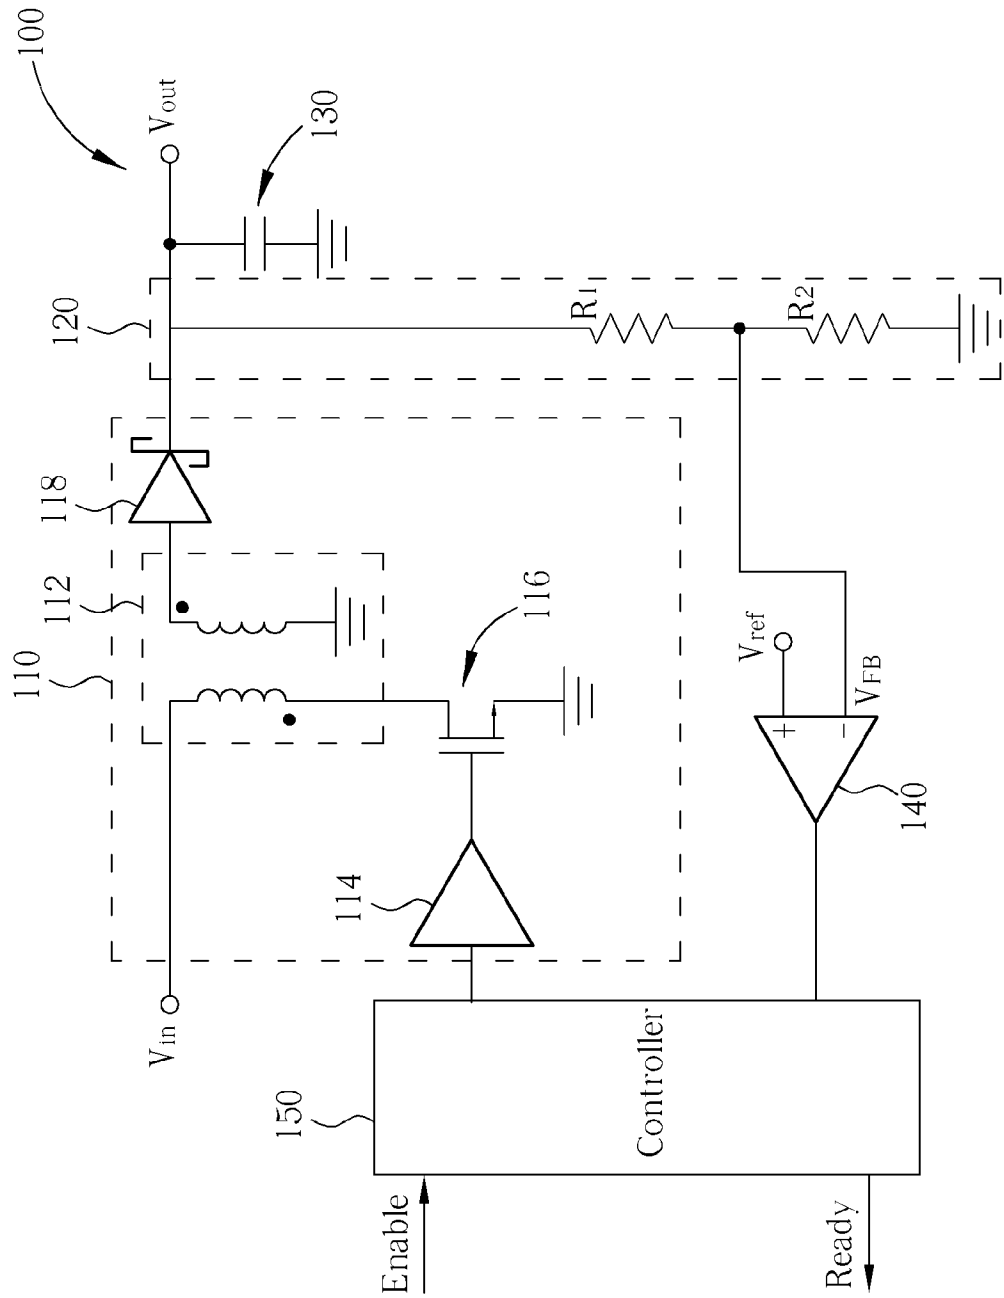 100
Vout
130
120
R1
R2
118
112
110
116
Vref
VFB
+
-
140
114
Vin
150
Controller
Enable
Ready